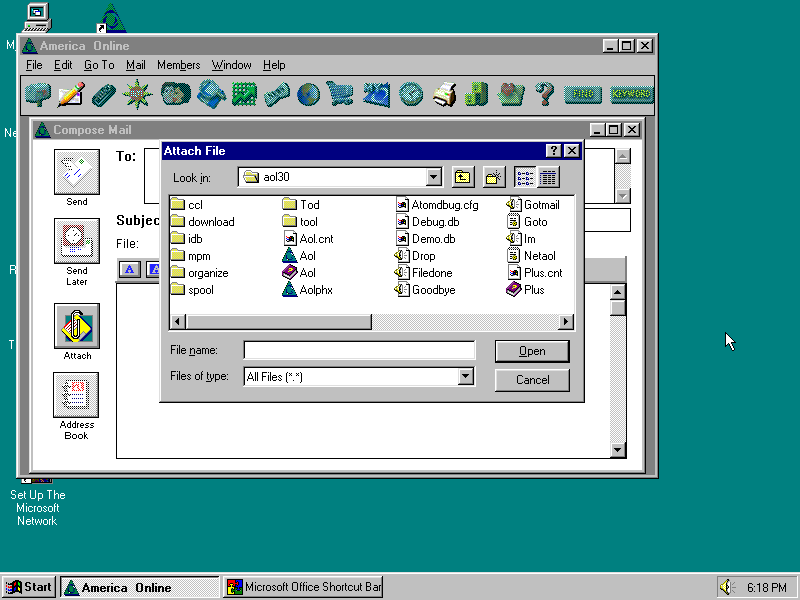 America Online
File Edit Go To Mail Members Window Help
FIND KEYWORD
Compose Mail
Send
Send
Later
Attach
Address
Book
To:
Subjec
File:
A A
Attach File
Look in: aol30
ccl
download
idb
mpm
organize
spool
Tod
tool
Aol.cnt
Aol
Aol
Aolphx
Atomdbug.cfg
Debug.db
Demo.db
Drop
Filedone
Goodbye
Gotmail
Goto
Im
Netaol
Plus.cnt
Plus
File name:
Open
Files of type: All Files (*.*)
Cancel
M
Ne
R
T
Set Up The
Microsoft
Network
Start America Online Microsoft Office Shortcut Bar 6:18 PM